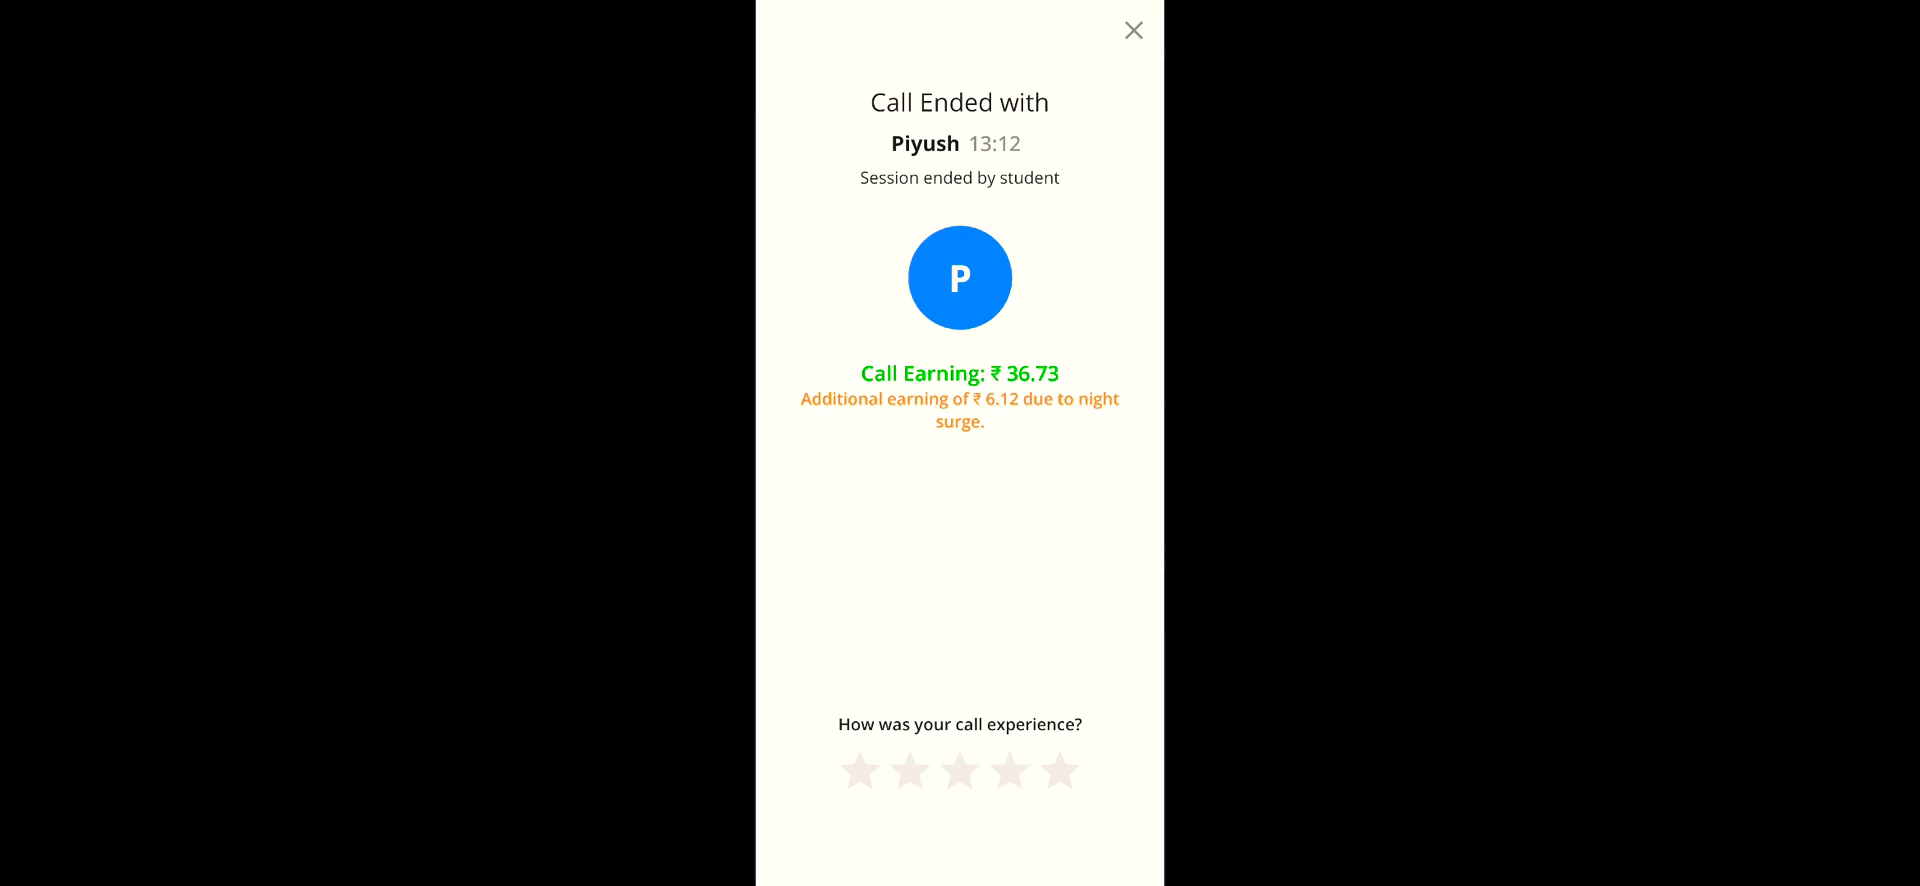 Call Ended with
Piyush 13:12
Session ended by student
P
Call Earning: ₹ 36.73
Additional earning of ₹ 6.12 due to night
surge.
How was your call experience?